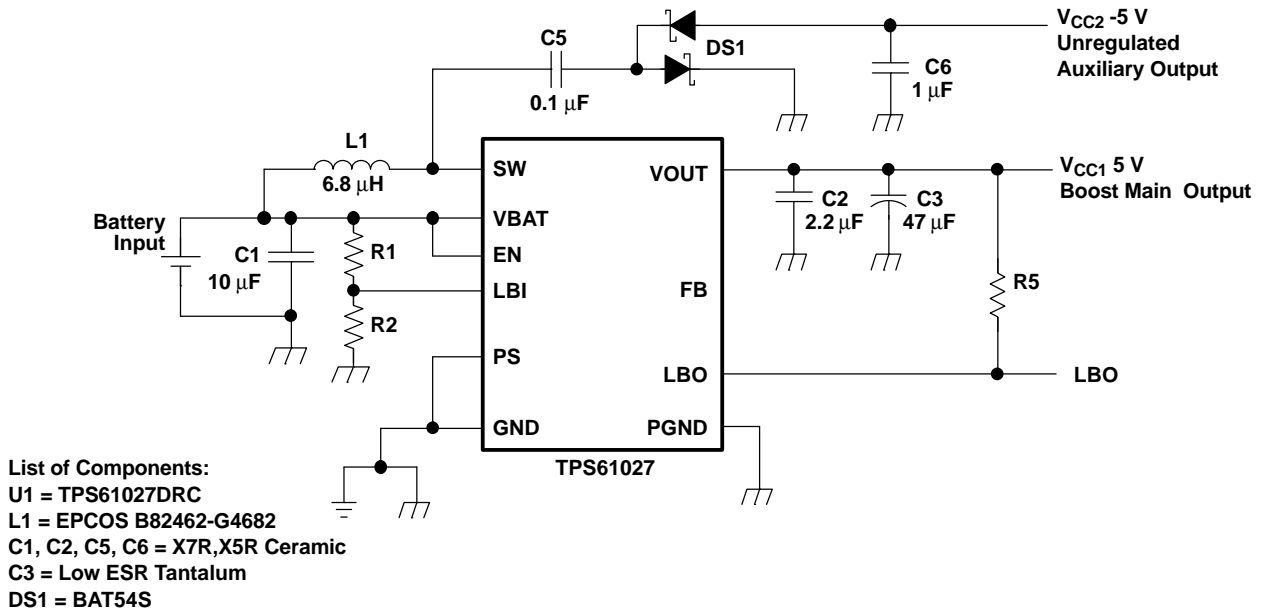 C5
0.1 μF
DS1
C6
1 μF
VCC2 -5 V
Unregulated
Auxiliary Output
L1
6.8 μH
SW
VOUT
VCC1 5 V
Boost Main Output
Battery
Input
VBAT
C1
10 μF
R1
EN
C2
2.2 μF
C3
47 μF
LBI
FB
R5
R2
PS
LBO
LBO
GND
PGND
TPS61027
List of Components:
U1 = TPS61027DRC
L1 = EPCOS B82462-G4682
C1, C2, C5, C6 = X7R,X5R Ceramic
C3 = Low ESR Tantalum
DS1 = BAT54S